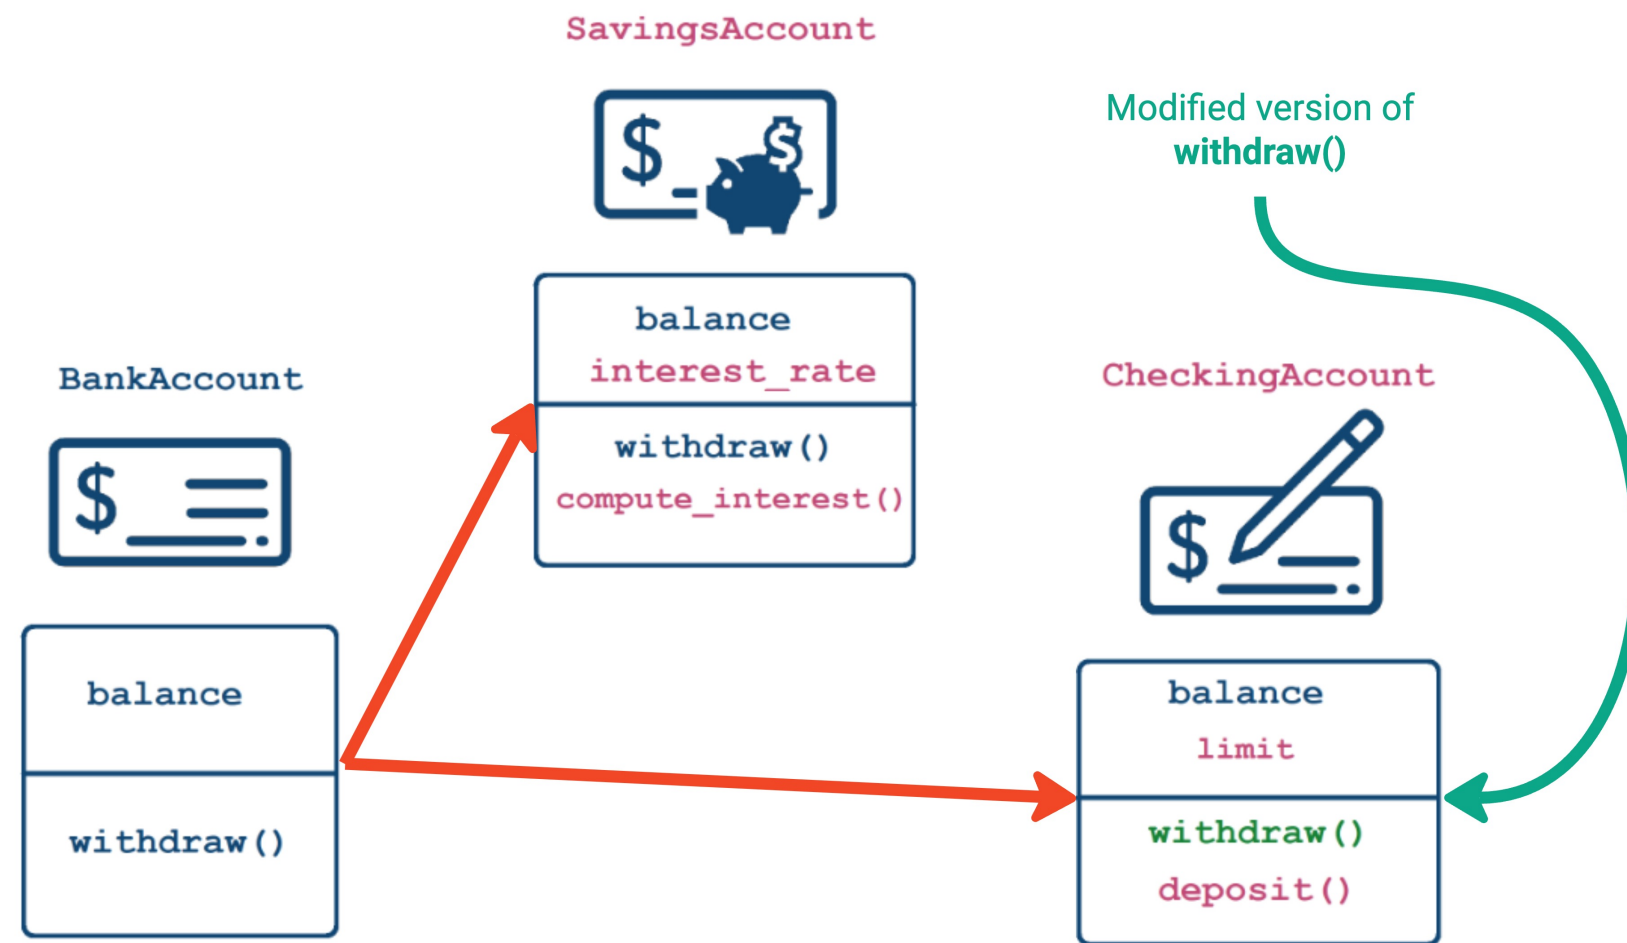 SavingsAccount
$
$
balance
interest_rate
withdraw()
compute_interest()
Modified version of
withdraw()
BankAccount
$
balance
withdraw()
CheckingAccount
$
balance
limit
withdraw()
deposit()